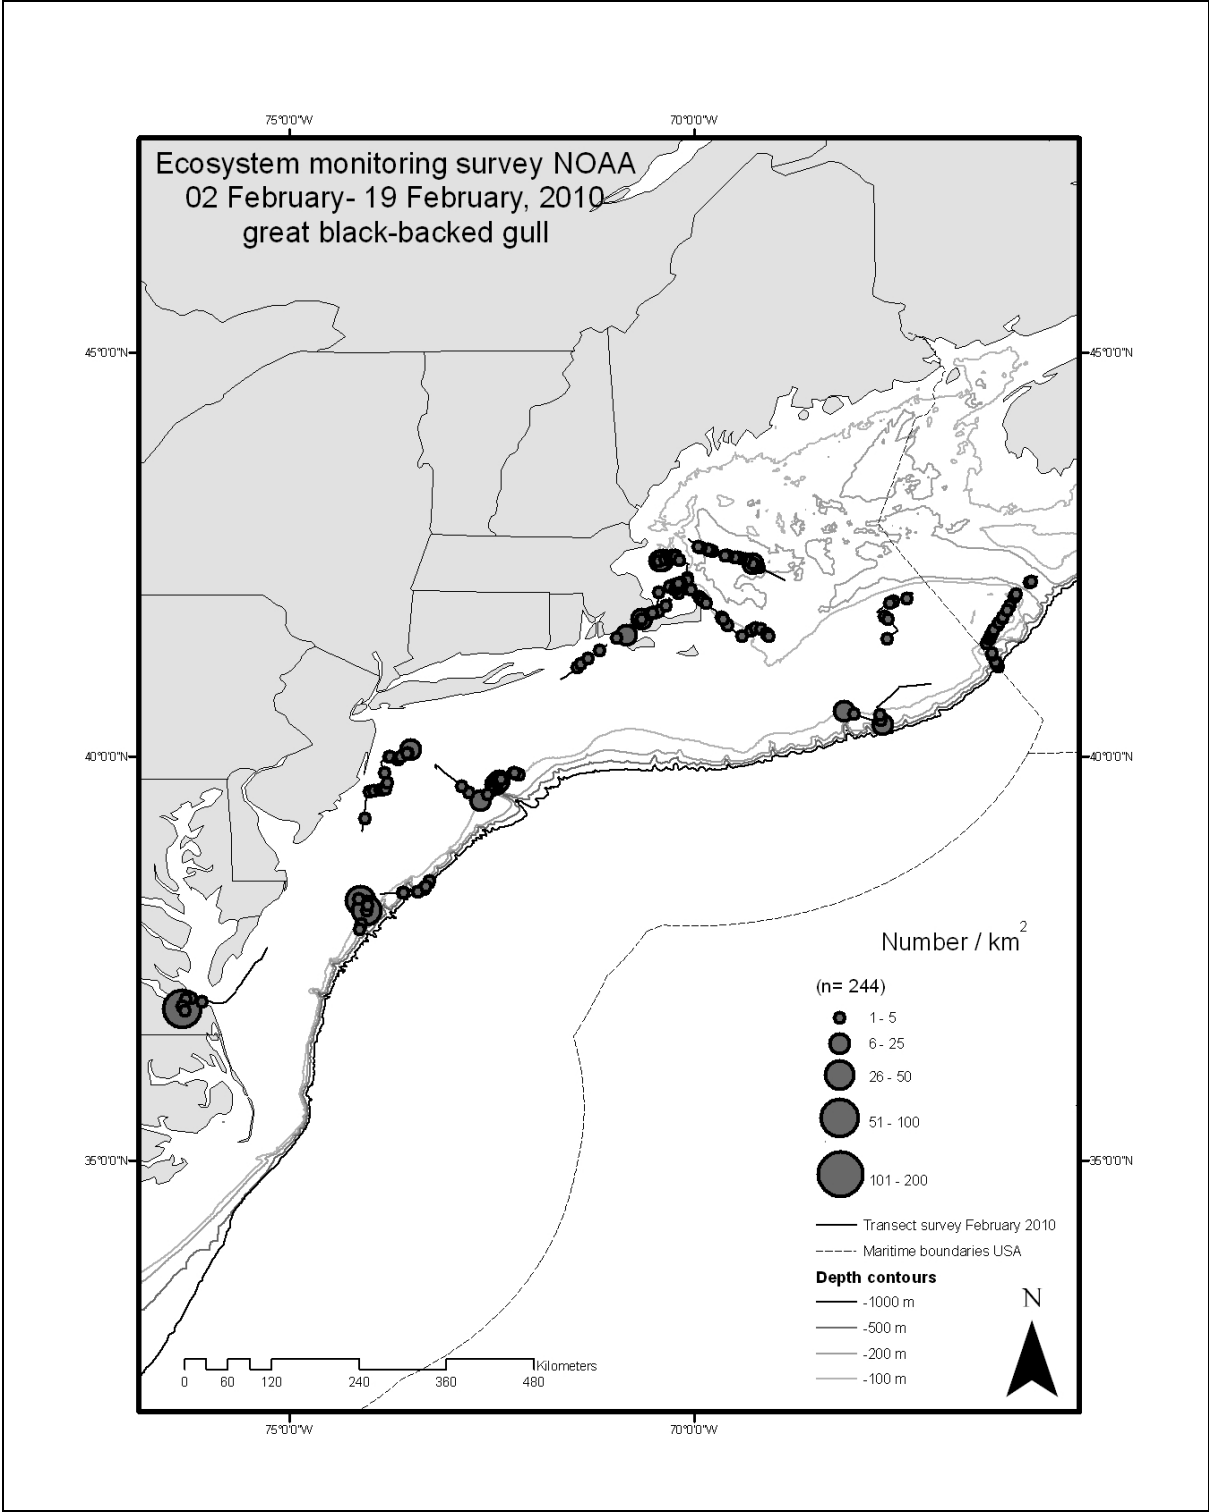 75°0'0"W
70°0'0"W
Ecosystem monitoring survey NOAA
02 February- 19 February, 2010
great black-backed gull
45°0'0"N
45°0'0"N
40°0'0"N
40°0'0"N
Number / km2
(n= 244)
1 - 5
6 - 25
26 - 50
51 - 100
35°0'0"N
35°0'0"N
101 - 200
Transect survey February 2010
Maritime boundaries USA
Depth contours
-1000 m
-500 m
-200 m
-100 m
N
Kilometers
0 60 120 240 360 480
75°0'0"W
70°0'0"W